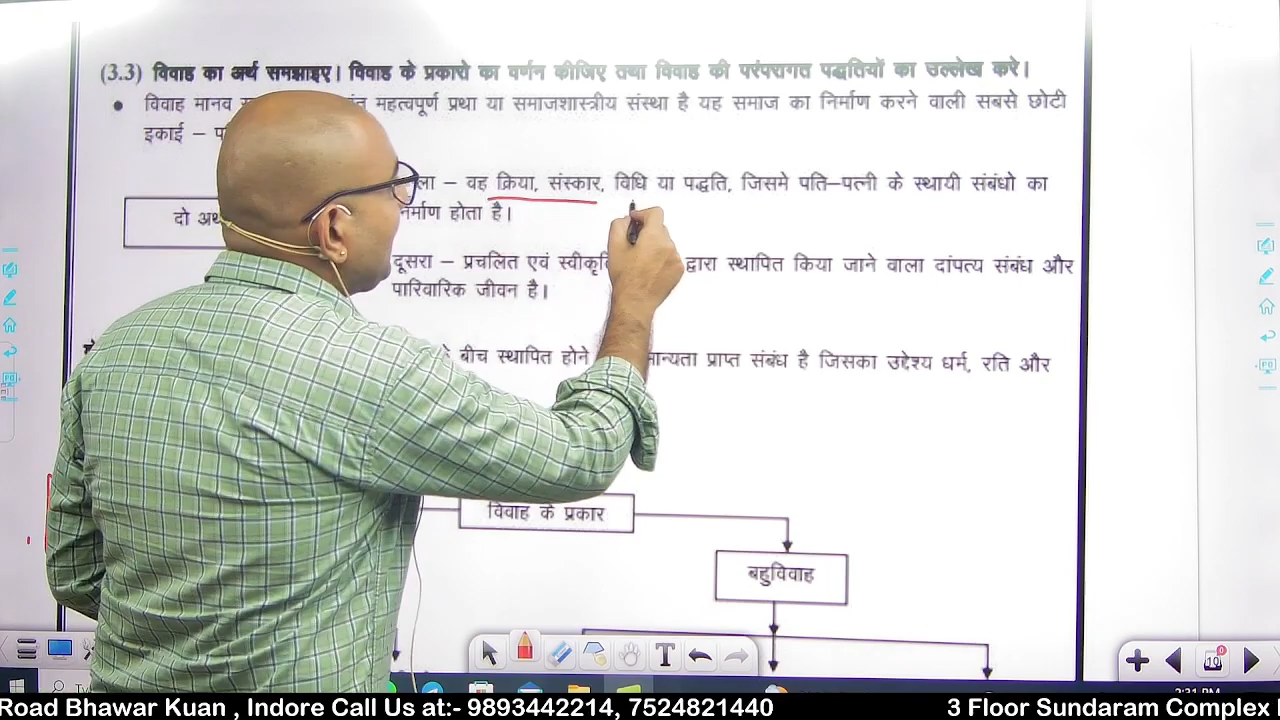 (3.3) विवाह का अर्थ समझाइए। विवाह के प्रकारो का वर्णन कीजिए तथा विवाह की परंपरागत पद्धतियों का उल्लेख करे।
• विवाह मानव महत्वपूर्ण प्रथा या समाजशास्त्रीय संस्था है यह समाज का निर्माण करने वाली सबसे छोटी
इकाई –
– वह क्रिया, संस्कार, विधि या पद्धति, जिसमे पति–पत्नी के स्थायी संबंधो का
होता है।
दो
दूसरा – प्रचलित एवं द्वारा स्थापित किया जाने वाला दांपत्य संबंध और
पारिवारिक जीवन है।
बीच स्थापित होने प्राप्त संबंध है जिसका उद्देश्य धर्म, रति और
विवाह के प्रकार
बहुविवाह
T
2:31 PM
Road Bhawar Kuan , Indore Call Us at:- 9893442214, 7524821440 3 Floor Sundaram Complex